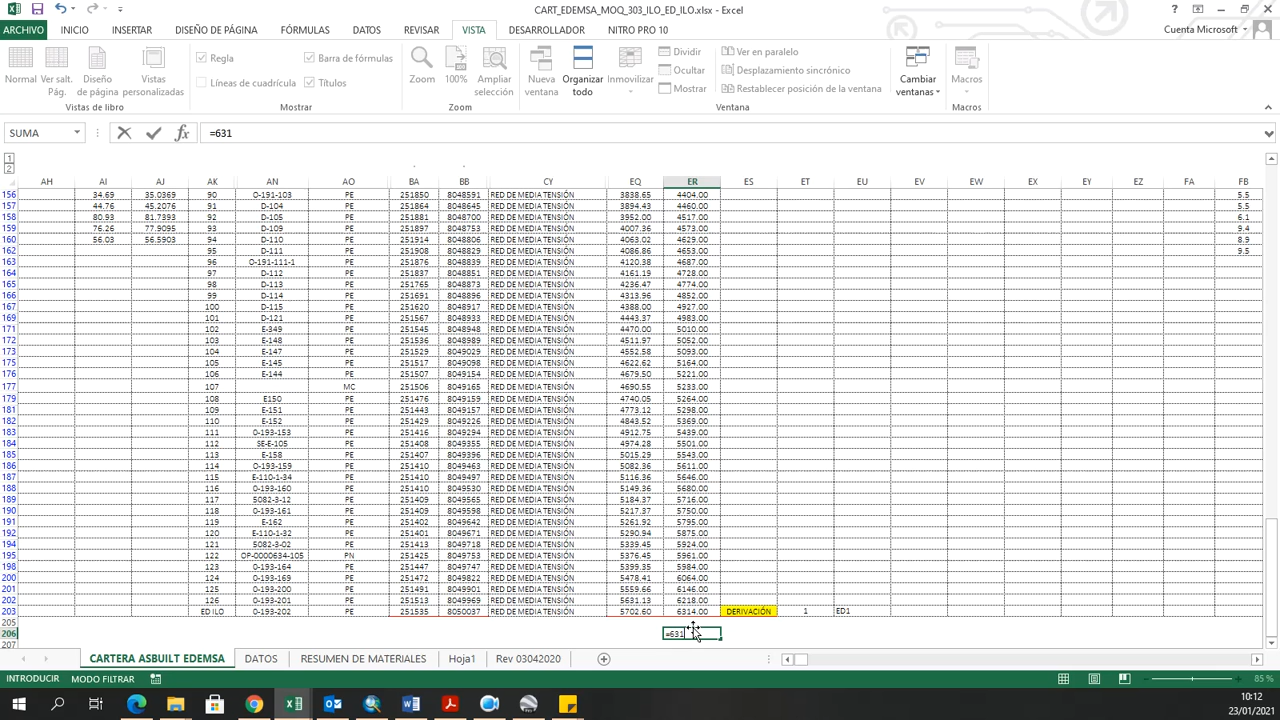 CART_EDEMSA_MOQ_303_ILO_ED_ILO.xlsx - Excel
ARCHIVO INICIO INSERTAR DISEÑO DE PÁGINA FÓRMULAS DATOS REVISAR VISTA DESARROLLADOR NITRO PRO 10 Cuenta Microsoft
Normal Ver salt. Pág. Diseño de página Vistas personalizadas
Regla Barra de fórmulas
Líneas de cuadrícula Títulos
Zoom 100% Ampliar selección
Nueva ventana Organizar todo Inmovilizar
Dividir Ver en paralelo
Ocultar Desplazamiento sincrónico
Mostrar Restablecer posición de la ventana
Cambiar ventanas Macros
Vistas de libro Mostrar Zoom Ventana Macros
SUMA =631
1
2
AH AI AJ AK AN AO BA BB CY EQ ER ES ET EU EV EW EX EY EZ FA FB
156 34.69 35.0369 90 O-191-103 PE 251850 8048591 RED DE MEDIA TENSIÓN 3838.65 4404.00 5.5
157 44.76 45.2076 91 D-104 PE 251864 8048645 RED DE MEDIA TENSIÓN 3894.43 4460.00 5.5
158 80.93 81.7393 92 D-105 PE 251881 8048700 RED DE MEDIA TENSIÓN 3952.00 4517.00 6.1
159 76.26 77.9095 93 D-109 PE 251897 8048753 RED DE MEDIA TENSIÓN 4007.36 4573.00 9.4
160 56.03 56.5903 94 D-110 PE 251914 8048806 RED DE MEDIA TENSIÓN 4063.02 4629.00 8.9
162 95 D-111 PE 251908 8048829 RED DE MEDIA TENSIÓN 4086.86 4653.00 9.5
163 96 O-191-111-1 PE 251876 8048839 RED DE MEDIA TENSIÓN 4120.38 4687.00
164 97 D-112 PE 251837 8048851 RED DE MEDIA TENSIÓN 4161.19 4728.00
165 98 D-113 PE 251765 8048873 RED DE MEDIA TENSIÓN 4236.47 4774.00
166 99 D-114 PE 251691 8048896 RED DE MEDIA TENSIÓN 4313.96 4852.00
167 100 D-115 PE 251620 8048917 RED DE MEDIA TENSIÓN 4388.00 4927.00
169 101 D-121 PE 251567 8048933 RED DE MEDIA TENSIÓN 4443.37 4983.00
171 102 E-349 PE 251545 8048948 RED DE MEDIA TENSIÓN 4470.00 5010.00
172 103 E-148 PE 251536 8048989 RED DE MEDIA TENSIÓN 4511.97 5052.00
173 104 E-147 PE 251529 8049029 RED DE MEDIA TENSIÓN 4552.58 5093.00
175 105 E-145 PE 251517 8049098 RED DE MEDIA TENSIÓN 4622.62 5164.00
176 106 E-144 PE 251507 8049154 RED DE MEDIA TENSIÓN 4679.50 5221.00
177 107 MC 251506 8049165 RED DE MEDIA TENSIÓN 4690.55 5233.00
179 108 E150 PE 251476 8048159 RED DE MEDIA TENSIÓN 4740.05 5264.00
181 109 E-151 PE 251443 8049157 RED DE MEDIA TENSIÓN 4773.12 5298.00
182 110 E-152 PE 251429 8049226 RED DE MEDIA TENSIÓN 4843.52 5369.00
183 111 0-193-153 PE 251416 8049294 RED DE MEDIA TENSIÓN 4912.75 5439.00
184 112 SE-E-105 PE 251408 8049355 RED DE MEDIA TENSIÓN 4974.28 5501.00
185 113 E-158 PE 251407 8049396 RED DE MEDIA TENSIÓN 5015.29 5543.00
186 114 0-193-159 PE 251410 8049463 RED DE MEDIA TENSIÓN 5082.36 5611.00
187 115 E-110-1-34 PE 251410 8049497 RED DE MEDIA TENSIÓN 5116.36 5646.00
188 116 0-193-160 PE 251410 8049530 RED DE MEDIA TENSIÓN 5149.36 5680.00
189 117 5082-3-12 PE 251409 8049565 RED DE MEDIA TENSIÓN 5184.37 5716.00
190 118 0-193-161 PE 251409 8049598 RED DE MEDIA TENSIÓN 5217.37 5750.00
191 119 E-162 PE 251402 8049642 RED DE MEDIA TENSIÓN 5261.92 5795.00
192 120 E-110-1-32 PE 251401 8049671 RED DE MEDIA TENSIÓN 5290.94 5875.00
194 121 5082-3-02 PE 251413 8049718 RED DE MEDIA TENSIÓN 5339.45 5924.00
195 122 OP-0000634-105 PN 251425 8049753 RED DE MEDIA TENSIÓN 5376.45 5961.00
198 123 0-193-164 PE 251447 8049747 RED DE MEDIA TENSIÓN 5399.35 5984.00
200 124 0-193-169 PE 251472 8049822 RED DE MEDIA TENSIÓN 5478.41 6064.00
201 125 0-193-200 PE 251491 8049901 RED DE MEDIA TENSIÓN 5559.66 6146.00
202 126 0-193-201 PE 251513 8049969 RED DE MEDIA TENSIÓN 5631.13 6218.00
203 ED ILO 0-193-202 PE 251535 8050037 RED DE MEDIA TENSIÓN 5702.60 6314.00 DERIVACIÓN 1 ED1
205
206 =631
207
CARTERA ASBUILT EDEMSA DATOS RESUMEN DE MATERIALES Hoja1 Rev 03042020
INTRODUCIR MODO FILTRAR 85 %
10:12
23/01/2021